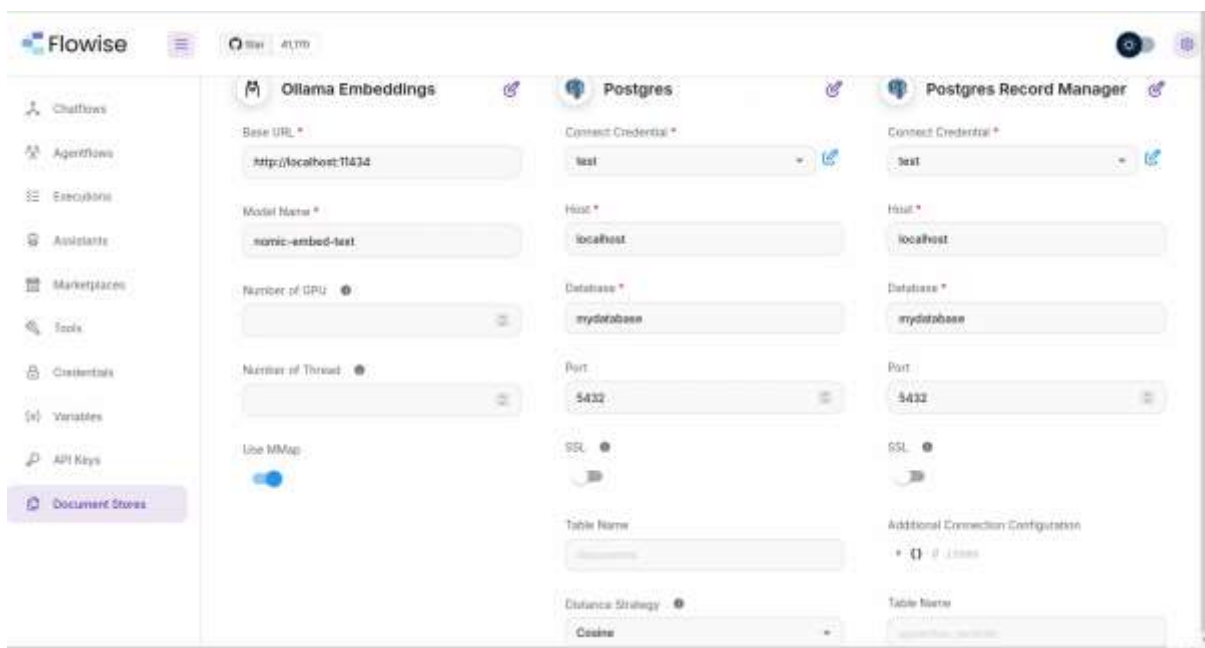 Flowise
Star
Chatflows
Agentflows
Executions
Assistants
Marketplaces
Tools
Credentials
Variables
API Keys
Document Stores
Ollama Embeddings
Base URL *
http://localhost:11434
Model Name *
nomic-embed-text
Number of GPU
Number of Thread
Use MMap
Postgres
Connect Credential *
test
Host *
localhost
Database *
mydatabase
Port
5432
SSL
Table Name
Distance Strategy
Cosine
Postgres Record Manager
Connect Credential *
test
Host *
localhost
Database *
mydatabase
Port
5432
SSL
Additional Connection Configuration
{} 0 items
Table Name